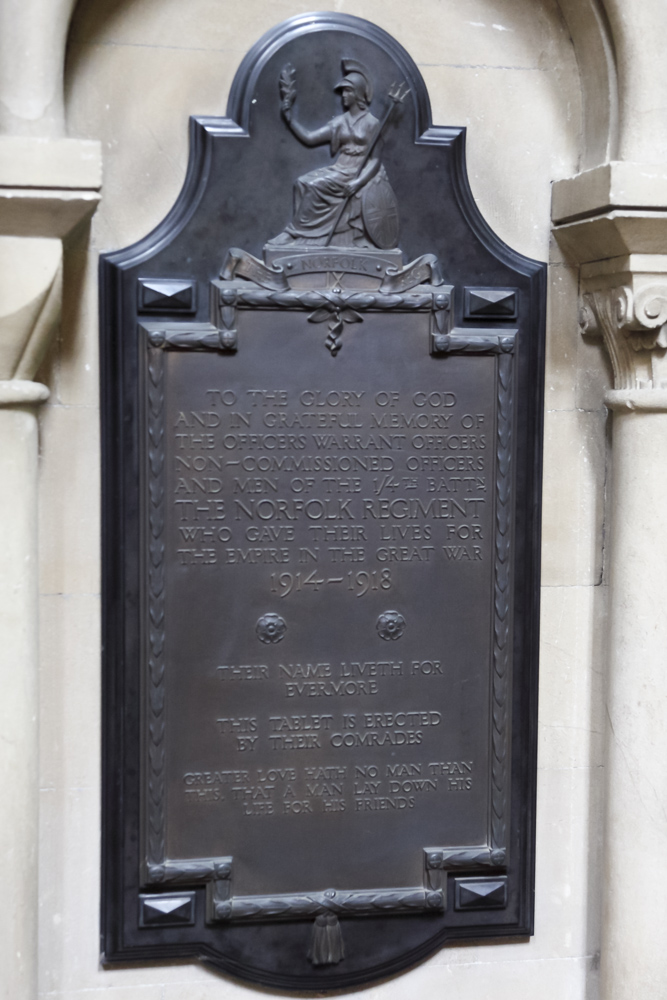 NORFOLK
TO THE GLORY OF GOD
AND IN GRATEFUL MEMORY OF
THE OFFICERS WARRANT OFFICERS
NON-COMMISSIONED OFFICERS
AND MEN OF THE 1/4TH BATTN
THE NORFOLK REGIMENT
WHO GAVE THEIR LIVES FOR
THE EMPIRE IN THE GREAT WAR
1914-1918
THEIR NAME LIVETH FOR
EVERMORE
THIS TABLET IS ERECTED
BY THEIR COMRADES
GREATER LOVE HATH NO MAN THAN
THIS, THAT A MAN LAY DOWN HIS
LIFE FOR HIS FRIENDS